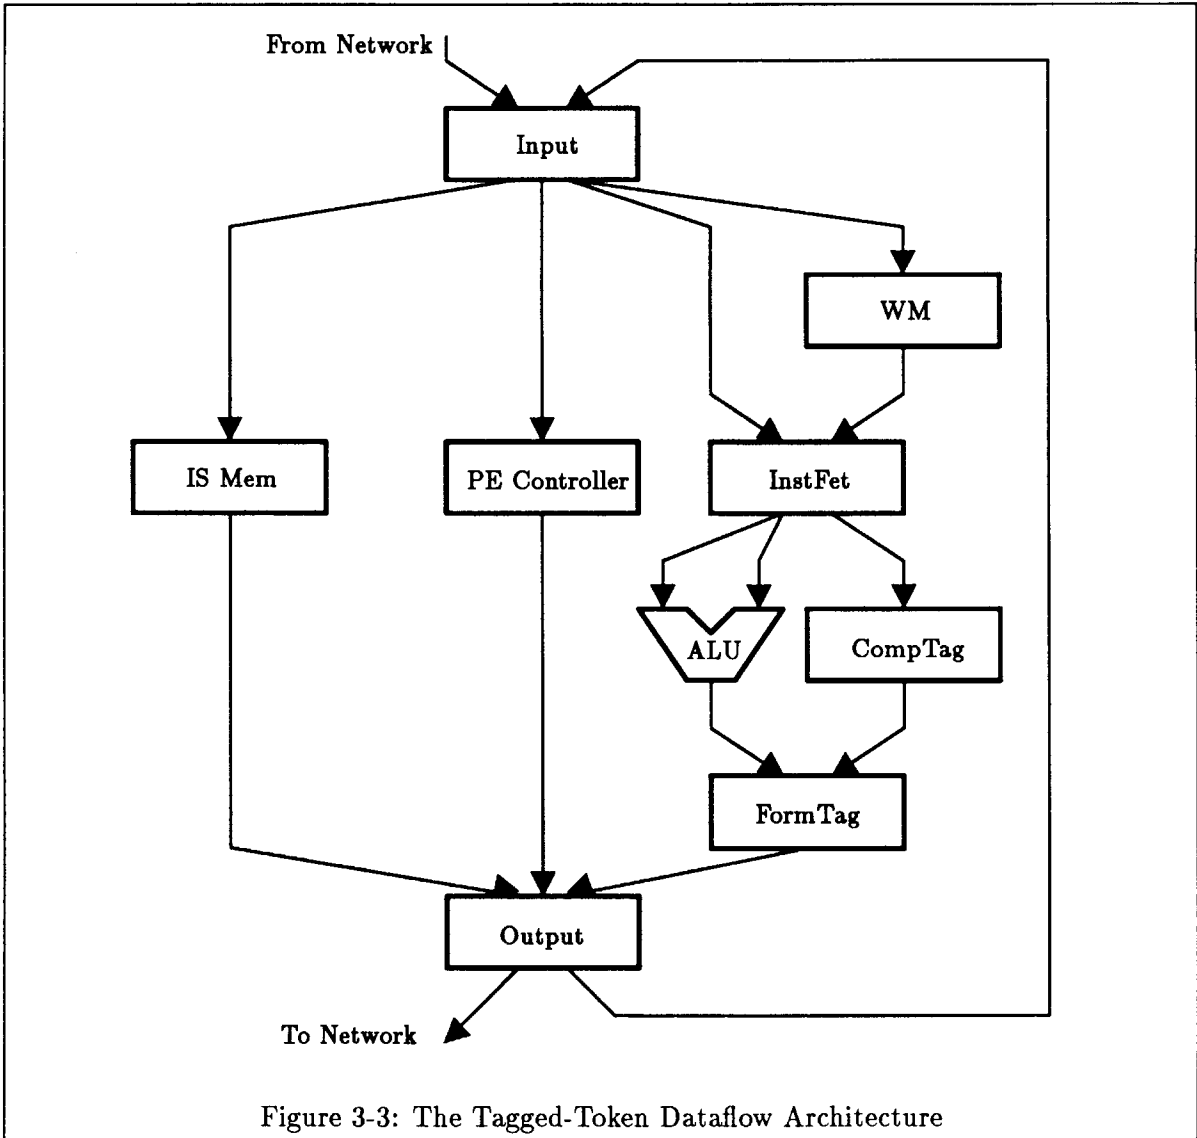 From Network
Input
WM
IS Mem
PE Controller
InstFet
ALU
CompTag
FormTag
Output
To Network
Figure 3-3: The Tagged-Token Dataflow Architecture